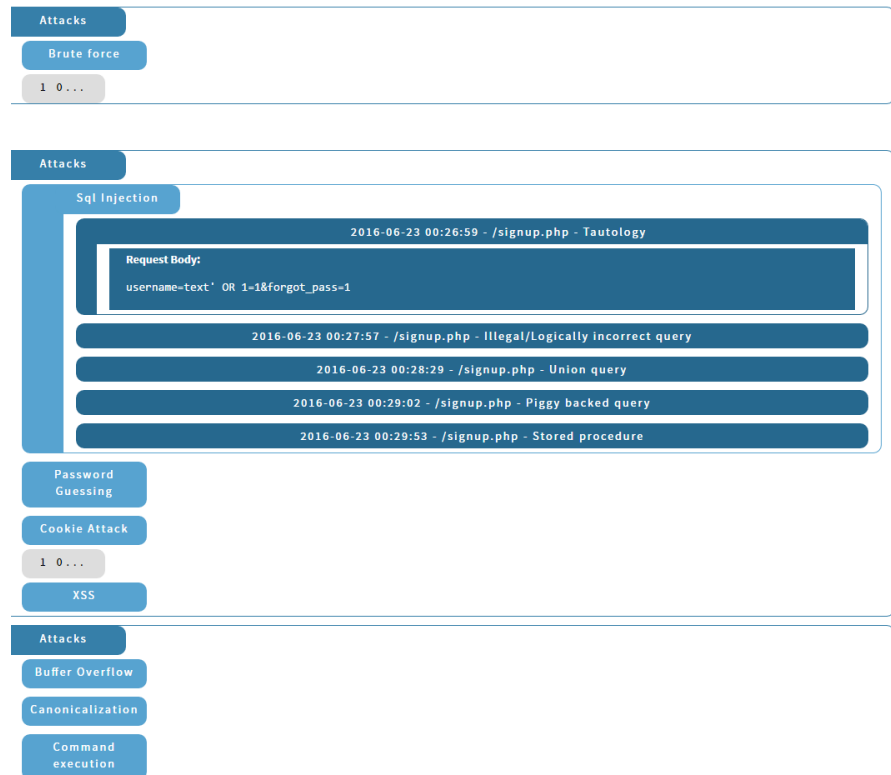 Attacks
Brute force
1 0...
Attacks
Sql Injection
2016-06-23 00:26:59 - /signup.php - Tautology
Request Body:
username=text' OR 1=1&forgot_pass=1
2016-06-23 00:27:57 - /signup.php - Illegal/Logically incorrect query
2016-06-23 00:28:29 - /signup.php - Union query
2016-06-23 00:29:02 - /signup.php - Piggy backed query
2016-06-23 00:29:53 - /signup.php - Stored procedure
Password
Guessing
Cookie Attack
1 0...
XSS
Attacks
Buffer Overflow
Canonicalization
Command
execution